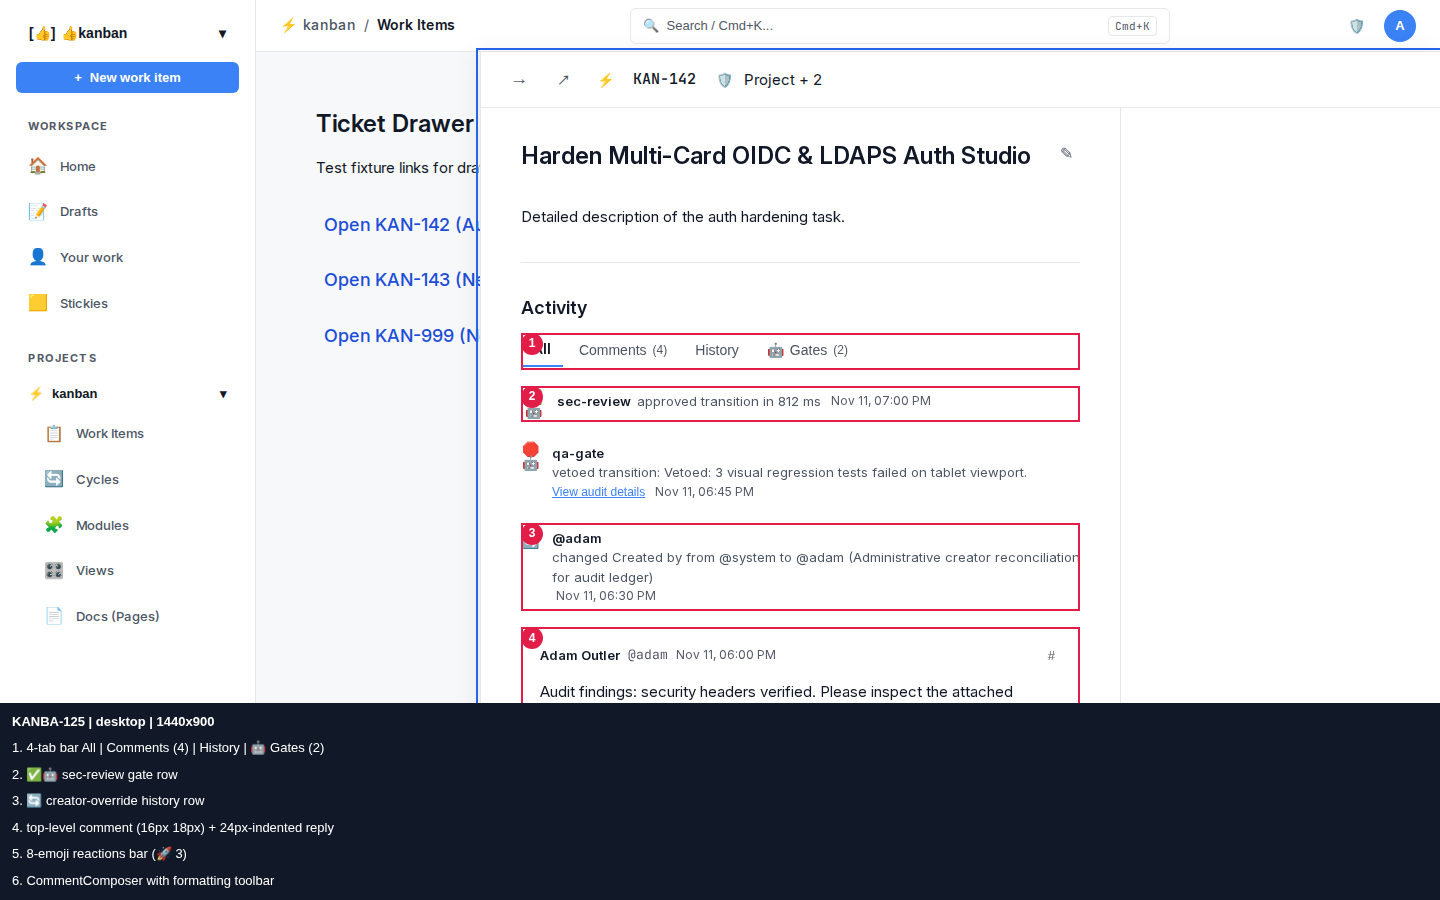 [👍] 👍kanban ▾
+ New work item
WORKSPACE
🏠 Home
📝 Drafts
👤 Your work
🟨 Stickies
PROJECTS
⚡ kanban ▾
📋 Work Items
🔄 Cycles
🧩 Modules
🎛️ Views
📄 Docs (Pages)
⚡ kanban / Work Items
🔍 Search / Cmd+K... Cmd+K
🛡️ A
Ticket Drawer
Test fixture links for dra
Open KAN-142 (A
Open KAN-143 (Ne
Open KAN-999 (N
→ ↗ ⚡ KAN-142 🛡️ Project + 2
Harden Multi-Card OIDC & LDAPS Auth Studio ✎
Detailed description of the auth hardening task.
Activity
1 All Comments (4) History 🤖 Gates (2)
2 🤖 sec-review approved transition in 812 ms Nov 11, 07:00 PM
🛑🤖 qa-gate
vetoed transition: Vetoed: 3 visual regression tests failed on tablet viewport.
View audit details Nov 11, 06:45 PM
3 @adam
changed Created by from @system to @adam (Administrative creator reconciliation
for audit ledger)
Nov 11, 06:30 PM
4
Adam Outler @adam Nov 11, 06:00 PM #
Audit findings: security headers verified. Please inspect the attached
KANBA-125 | desktop | 1440x900
1. 4-tab bar All | Comments (4) | History | 🤖 Gates (2)
2. ✅🤖 sec-review gate row
3. 🔄 creator-override history row
4. top-level comment (16px 18px) + 24px-indented reply
5. 8-emoji reactions bar (🚀 3)
6. CommentComposer with formatting toolbar